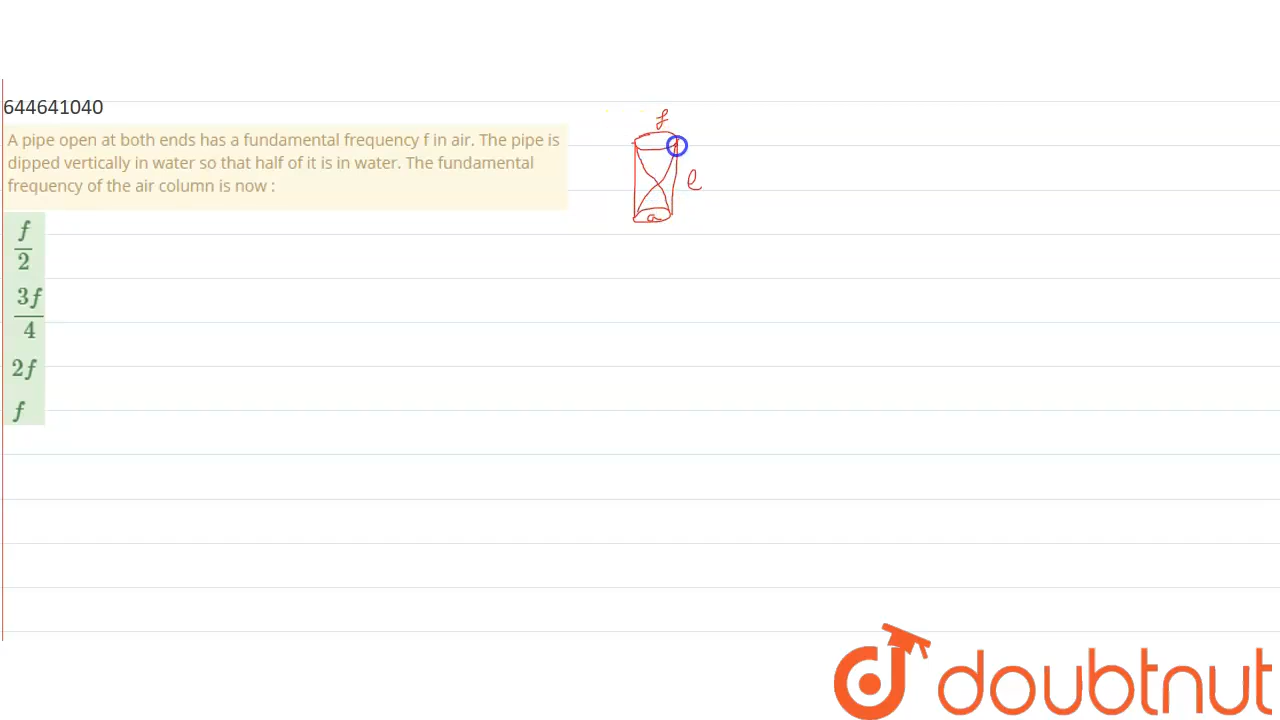 644641040
A pipe open at both ends has a fundamental frequency f in air. The pipe is
dipped vertically in water so that half of it is in water. The fundamental
frequency of the air column is now :
f/2
3f/4
2f
f
f
l
a
doubtnut